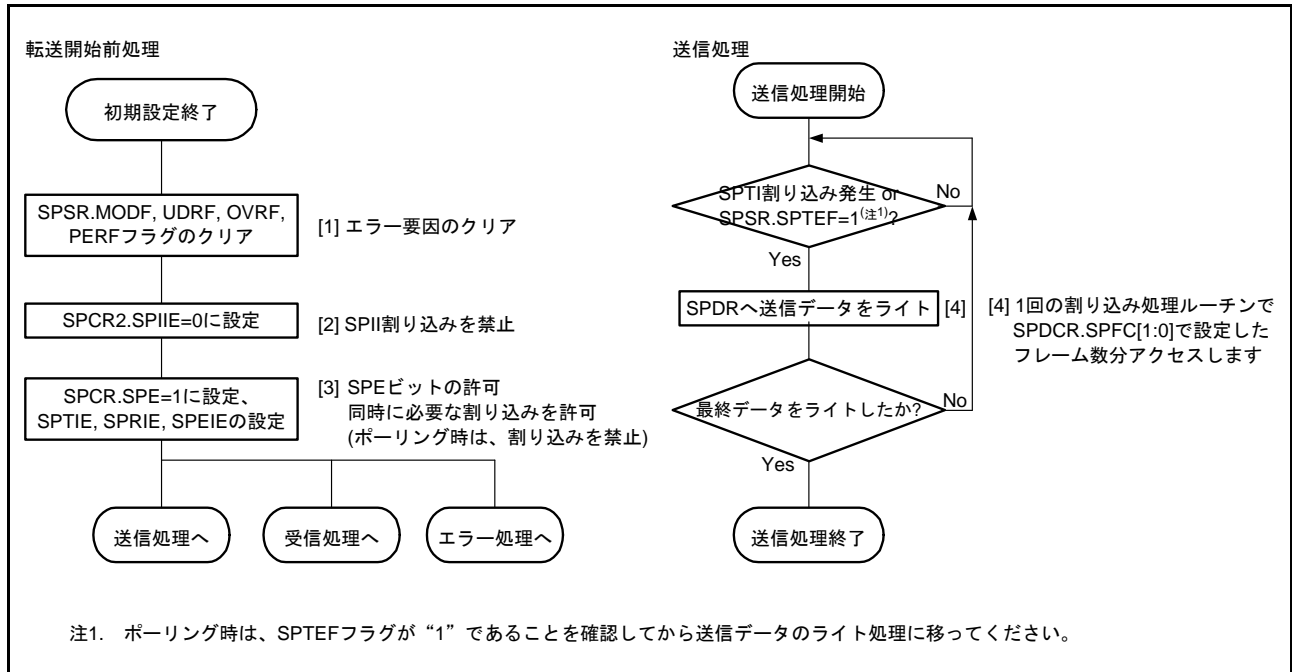 転送開始前処理
初期設定終了
SPSR.MODF, UDRF, OVRF,
PERFフラグのクリア
[1] エラー要因のクリア
SPCR2.SPIIE=0に設定
[2] SPII割り込みを禁止
SPCR.SPE=1に設定、
SPTIE, SPRIE, SPEIEの設定
[3] SPEビットの許可
同時に必要な割り込みを許可
(ポーリング時は、割り込みを禁止)
送信処理へ
受信処理へ
エラー処理へ
送信処理
送信処理開始
SPTI割り込み発生 or
SPSR.SPTEF=1(注1)?
No
Yes
SPDRへ送信データをライト
[4]
[4] 1回の割り込み処理ルーチンで
SPDCR.SPFC[1:0]で設定した
フレーム数分アクセスします
最終データをライトしたか?
No
Yes
送信処理終了
注1. ポーリング時は、SPTEFフラグが“1”であることを確認してから送信データのライト処理に移ってください。